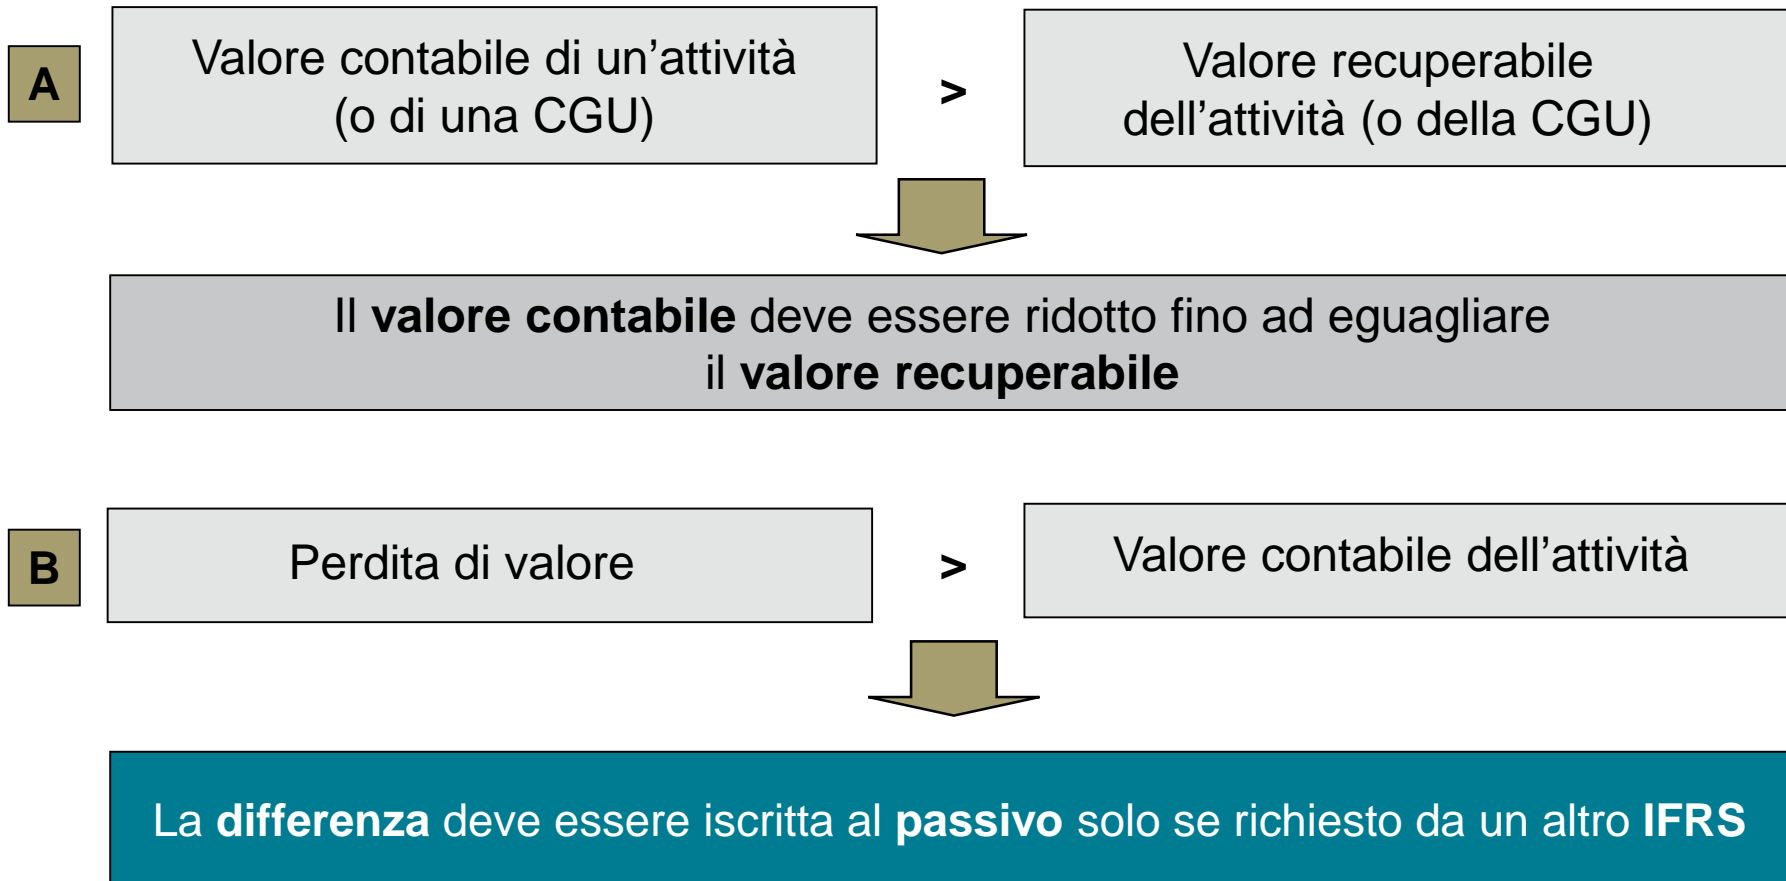 A
Valore contabile di un’attività
(o di una CGU)
>
Valore recuperabile
dell’attività (o della CGU)
Il valore contabile deve essere ridotto fino ad eguagliare
il valore recuperabile
B
Perdita di valore
>
Valore contabile dell’attività
La differenza deve essere iscritta al passivo solo se richiesto da un altro IFRS